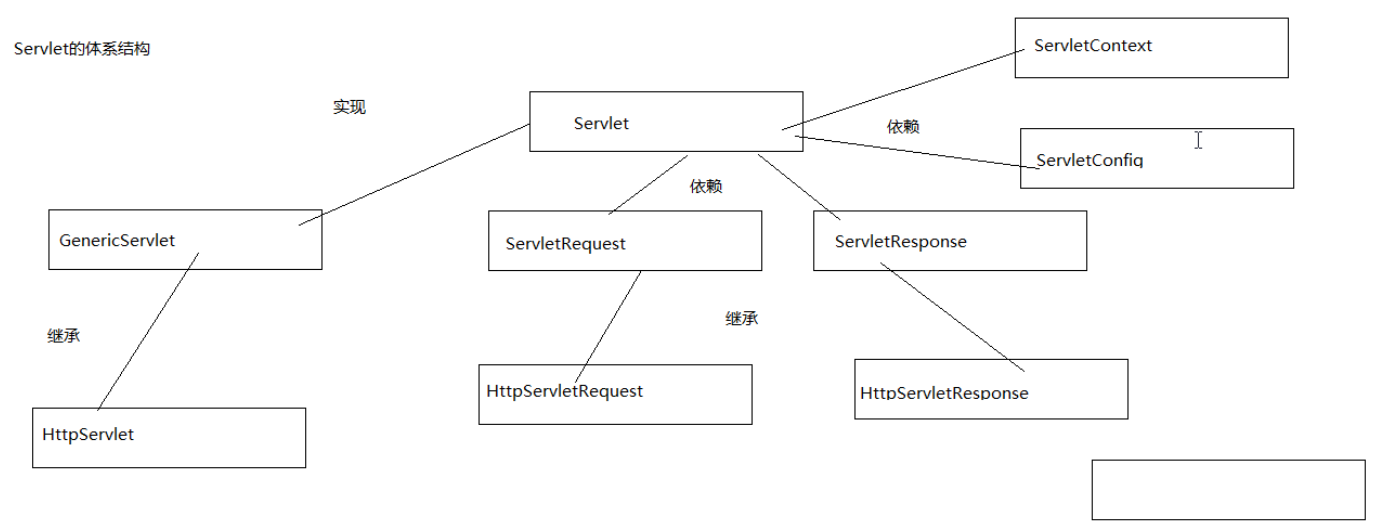 Servlet的体系结构
ServletContext
实现
Servlet
依赖
ServletConfig
依赖
GenericServlet
ServletRequest
ServletResponse
继承
继承
HttpServletRequest
HttpServletResponse
HttpServlet